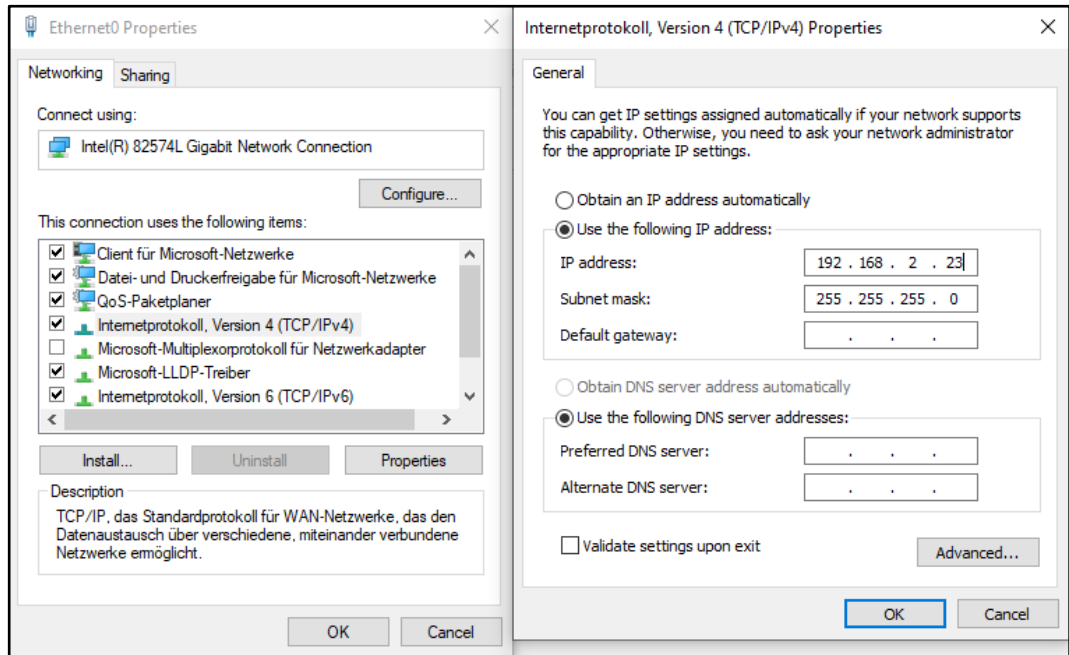 Ethernet0 Properties
Networking
Sharing
Connect using:
Intel(R) 82574L Gigabit Network Connection
Configure...
This connection uses the following items:
Client für Microsoft-Netzwerke
Datei- und Druckerfreigabe für Microsoft-Netzwerke
QoS-Paketplaner
Internetprotokoll, Version 4 (TCP/IPv4)
Microsoft-Multiplexorprotokoll für Netzwerkadapter
Microsoft-LLDP-Treiber
Internetprotokoll, Version 6 (TCP/IPv6)
Install...
Uninstall
Properties
Description
TCP/IP, das Standardprotokoll für WAN-Netzwerke, das den
Datenaustausch über verschiedene, miteinander verbundene
Netzwerke ermöglicht.
OK
Cancel
Internetprotokoll, Version 4 (TCP/IPv4) Properties
General
You can get IP settings assigned automatically if your network supports
this capability. Otherwise, you need to ask your network administrator
for the appropriate IP settings.
Obtain an IP address automatically
Use the following IP address:
IP address:
192 . 168 . 2 . 23
Subnet mask:
255 . 255 . 255 . 0
Default gateway:
. . .
Obtain DNS server address automatically
Use the following DNS server addresses:
Preferred DNS server:
. . .
Alternate DNS server:
. . .
Validate settings upon exit
Advanced...
OK
Cancel